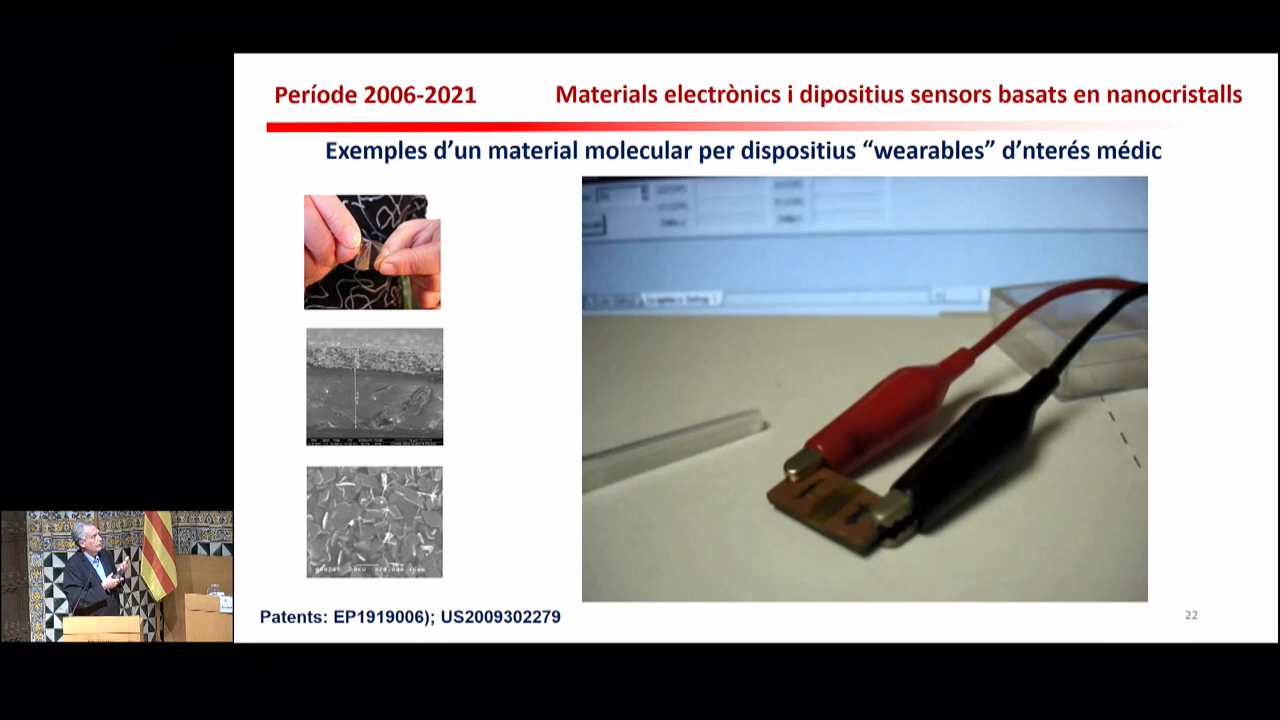 Període 2006-2021
Materials electrònics i dipositius sensors basats en nanocristalls
Exemples d’un material molecular per dispositius “wearables” d’nterés médic
Patents: EP1919006); US2009302279
22